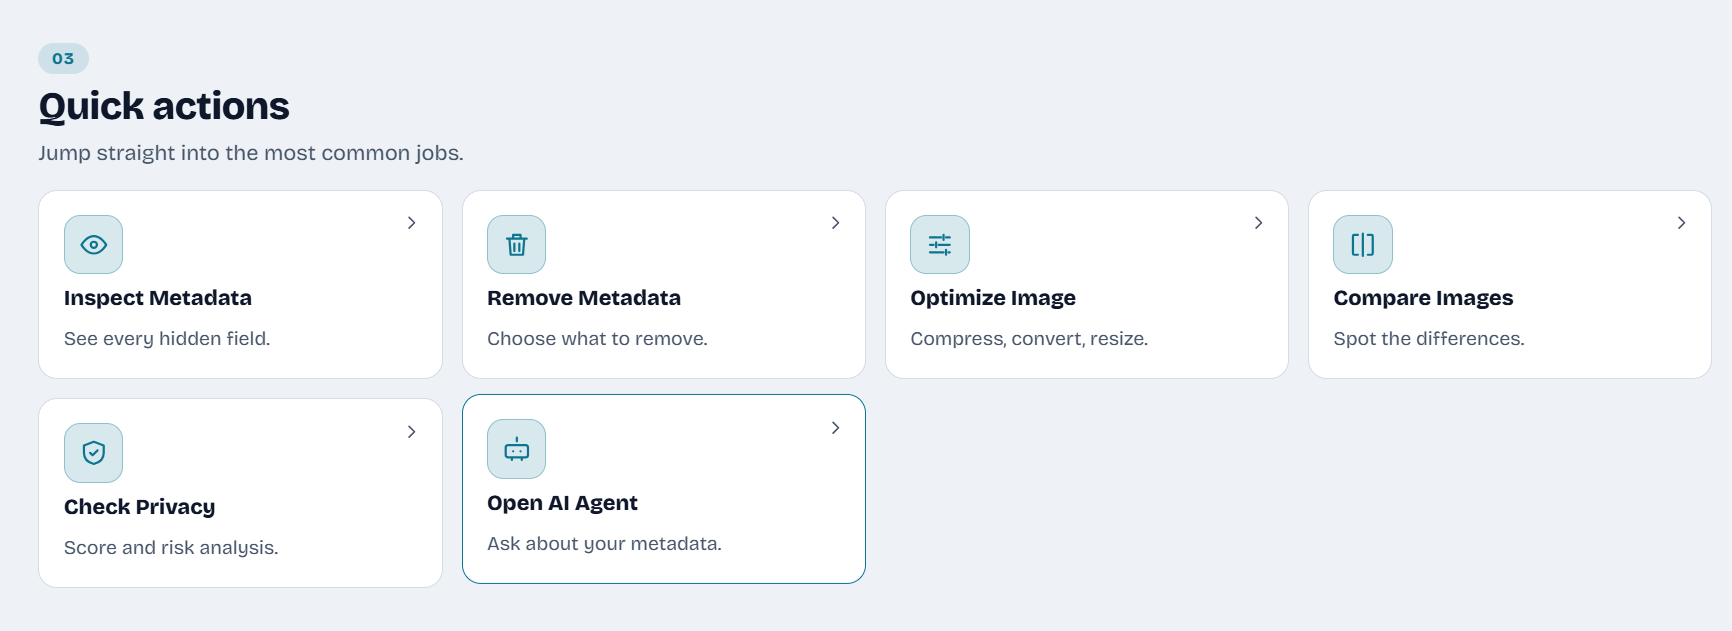 03
Quick actions
Jump straight into the most common jobs.
Inspect Metadata
See every hidden field.
Remove Metadata
Choose what to remove.
Optimize Image
Compress, convert, resize.
Compare Images
Spot the differences.
Check Privacy
Score and risk analysis.
Open AI Agent
Ask about your metadata.